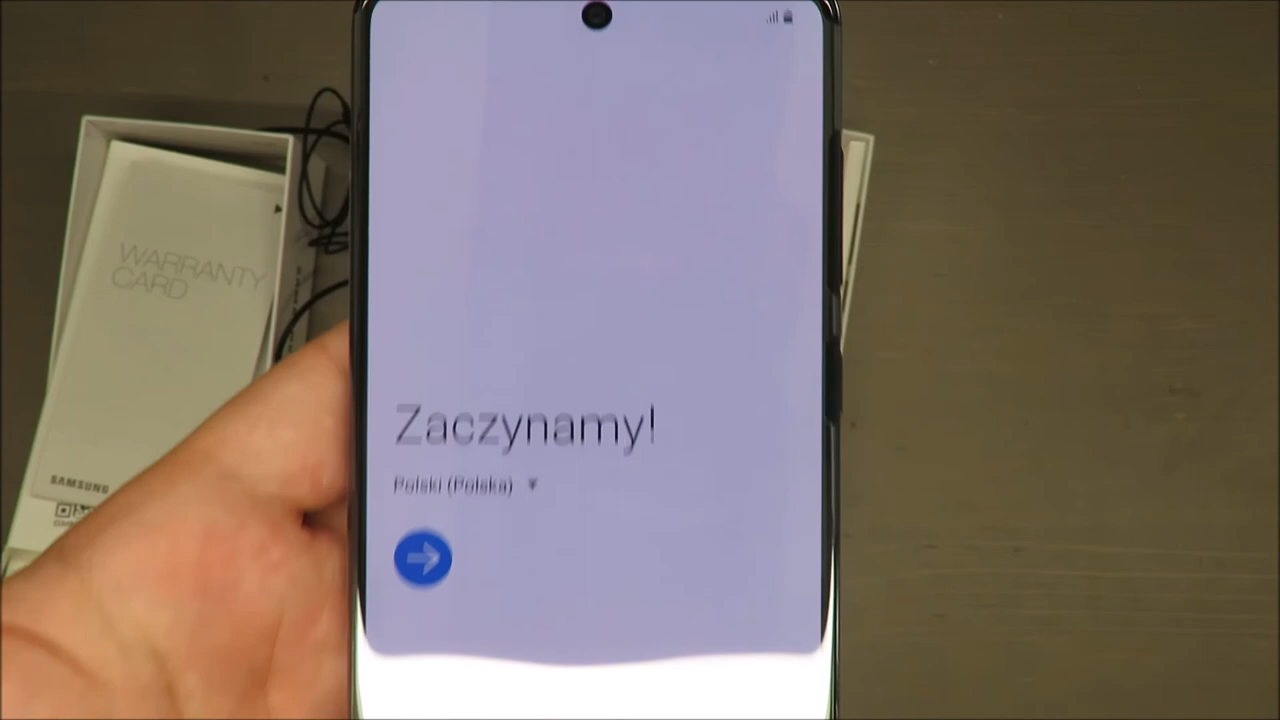 Zaczynamy!
Polski (Polska)
WARRANTY
CARD
SAMSUNG